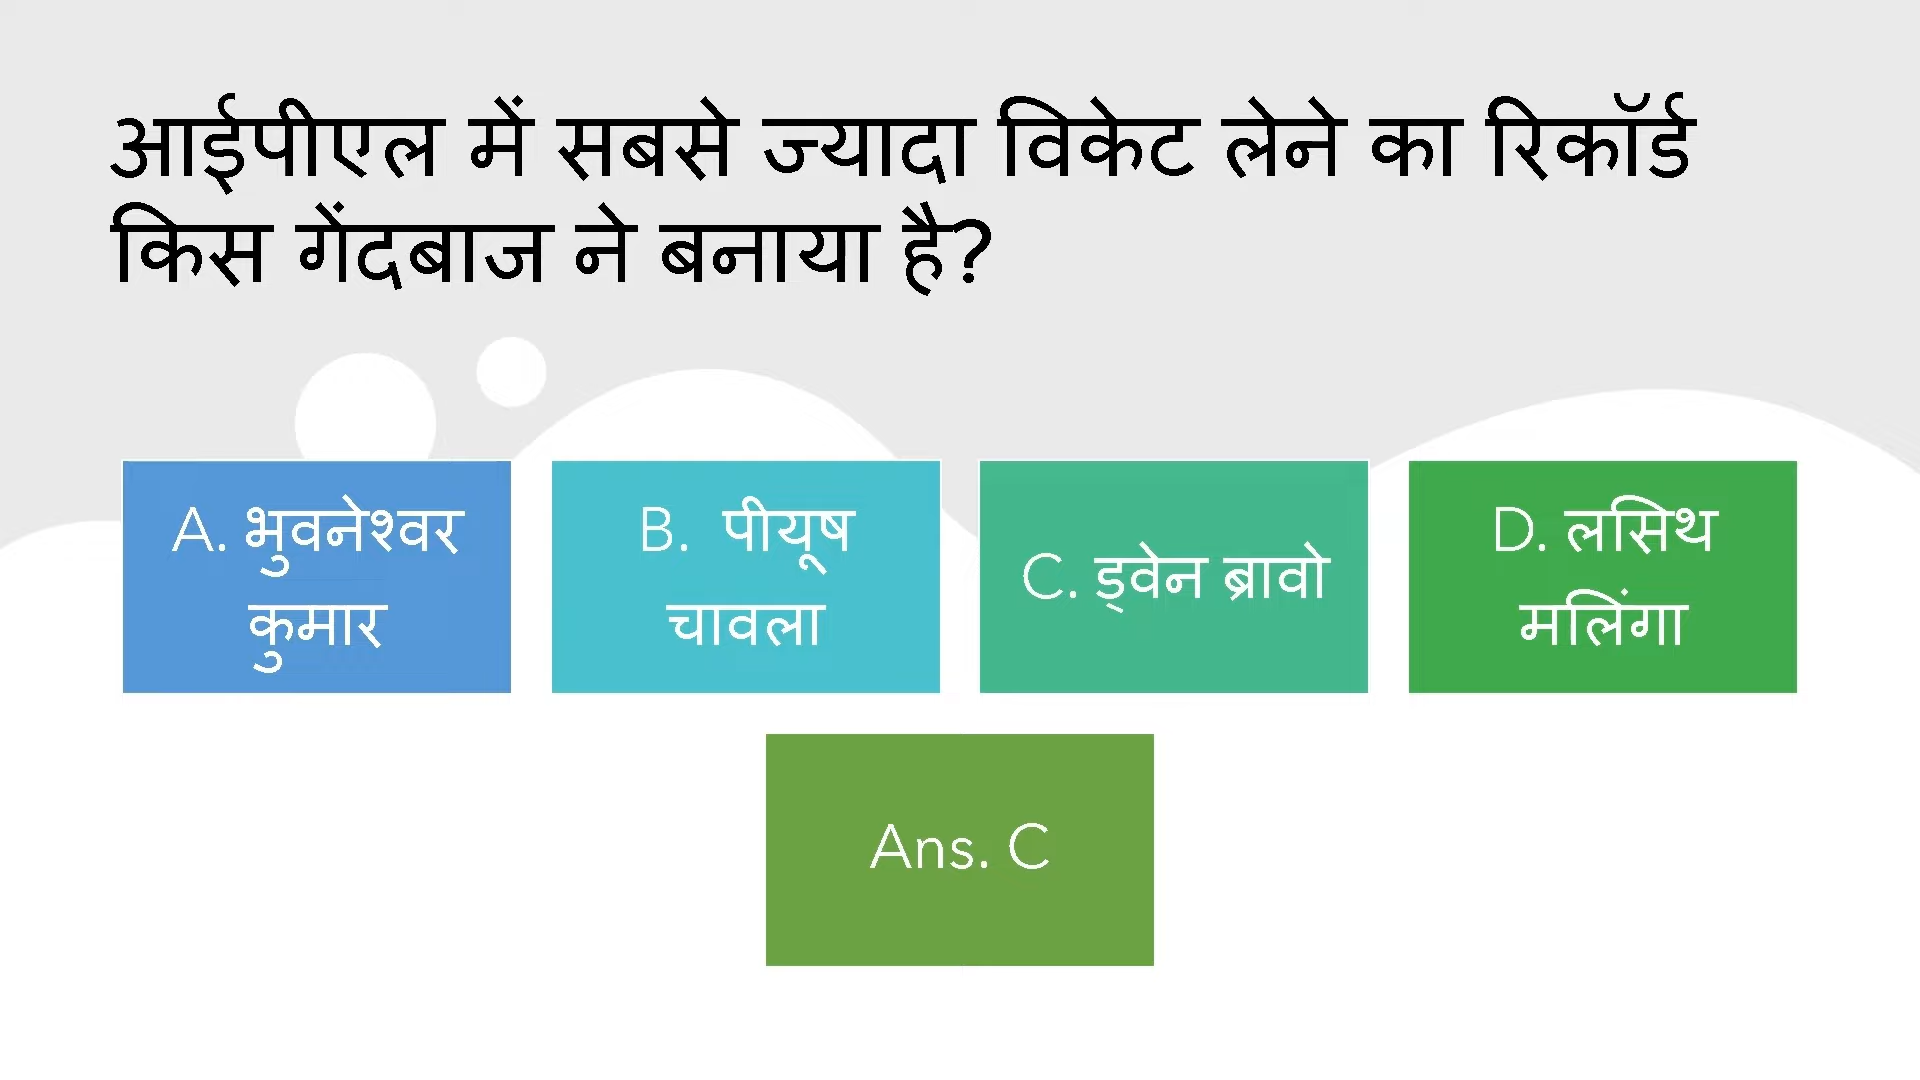 आईपीएल में सबसे ज्यादा विकेट लेने का रिकॉर्ड
किस गेंदबाज ने बनाया है?
A. भुवनेश्वर
कुमार
B. पीयूष
चावला
C. ड्वेन ब्रावो
D. लसिथ
मलिंगा
Ans. C